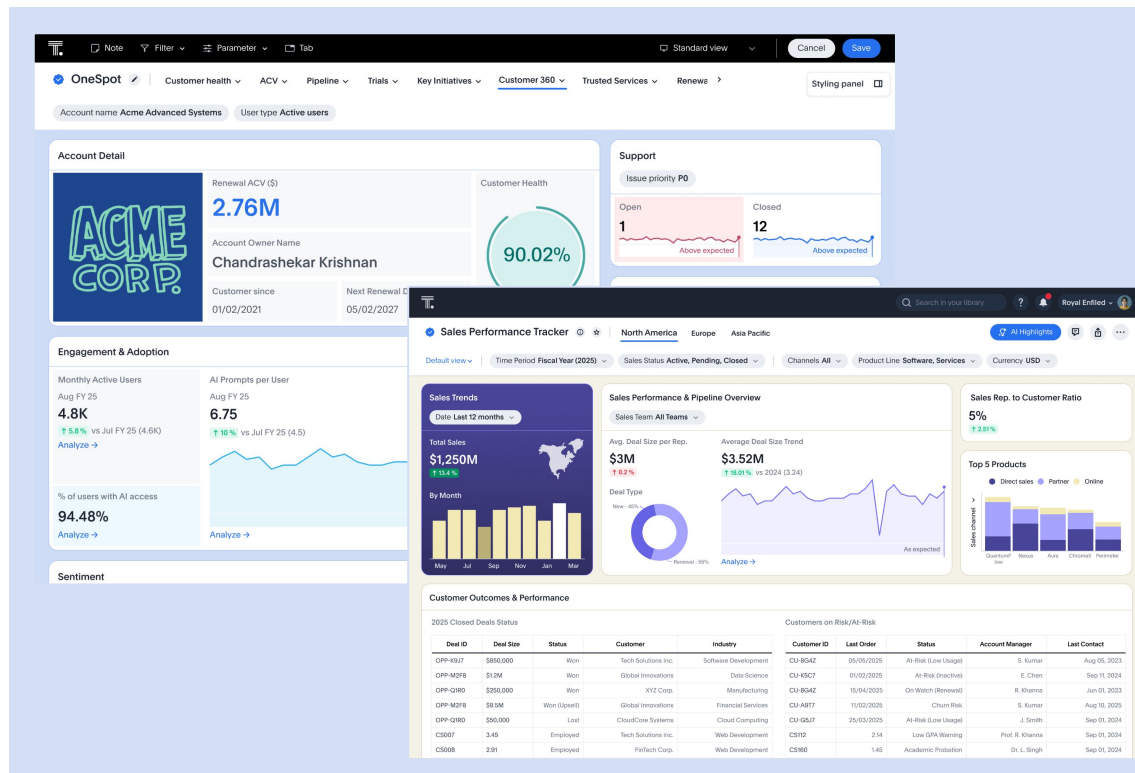 T.
Note Filter Parameter Tab Standard view Cancel Save
OneSpot Customer health ACV Pipeline Trials Key Initiatives Customer 360 Trusted Services Renewa Styling panel
Account name Acme Advanced Systems User type Active users
Account Detail
ACME
CORP.
Renewal ACV ($)
2.76M
Account Owner Name
Chandrashekar Krishnan
Customer since
01/02/2021
Next Renewal D
05/02/2027
Customer Health
90.02%
Support
Issue priority P0
Open
1
Above expected
Closed
12
Above expected
Engagement & Adoption
Monthly Active Users
Aug FY 25
4.8K
↑ 5.8% vs Jul FY 25 (4.6K)
Analyze →
% of users with AI access
94.48%
Analyze →
AI Prompts per User
Aug FY 25
6.75
↑ 10 % vs Jul FY 25 (4.5)
Analyze →
Sentiment
T.
Search in your library ? Royal Enfiled
Sales Performance Tracker North America Europe Asia Pacific AI Highlights
Default view Time Period Fiscal Year (2025) Sales Status Active, Pending, Closed Channels All Product Line Software, Services Currency USD
Sales Trends
Date Last 12 months
Total Sales
$1,250M
↑ 13.4 %
By Month
May Jul Sep Nov Jan Mar
Sales Performance & Pipeline Overview
Sales Team All Teams
Avg. Deal Size per Rep.
$3M
↑ 0.2 %
Deal Type
New - 45%
Renewal - 55%
Average Deal Size Trend
$3.52M
↑ 18.01 % vs 2024 (3.24)
As expected
Analyze →
Sales Rep. to Customer Ratio
5%
↑ 2.51 %
Top 5 Products
Direct sales Partner Online
Sales channel
QuantumF Nexus Aura ChromaX Perimeter
low
Customer Outcomes & Performance
2025 Closed Deals Status
Deal ID Deal Size Status Customer Industry
OPP-K9J7 $850,000 Won Tech Solutions Inc. Software Development
OPP-M2F8 $1.2M Won Global Innovations Data Science
OPP-Q1R0 $250,000 Won XYZ Corp. Manufacturing
OPP-M2F8 $9.5M Won (Upsell) Global Innovations Financial Services
OPP-Q1R0 $50,000 Lost CloudCore Systems Cloud Computing
CS007 3.45 Employed Tech Solutions Inc. Web Development
CS008 2.91 Employed FinTech Corp. Web Development
Customers on Risk/At-Risk
Customer ID Last Order Status Account Manager Last Contact
CU-8G4Z 05/05/2025 At-Risk (Low Usage) S. Kumar Aug 05, 2023
CU-K5C7 01/02/2025 At-Risk (Inactive) E. Chen Sep 11, 2024
CU-8G4Z 15/04/2025 On Watch (Renewal) R. Khanna Jun 01, 2023
CU-A9T7 11/02/2025 Churn Risk S. Kumar Aug 10, 2025
CU-G5J7 25/03/2025 At-Risk (Low Usage) J. Smith Sep 01, 2024
CS112 2.14 Low GPA Warning Prof. R. Khanna Sep 01, 2024
CS160 1.45 Academic Probation Dr. L. Singh Sep 01, 2024